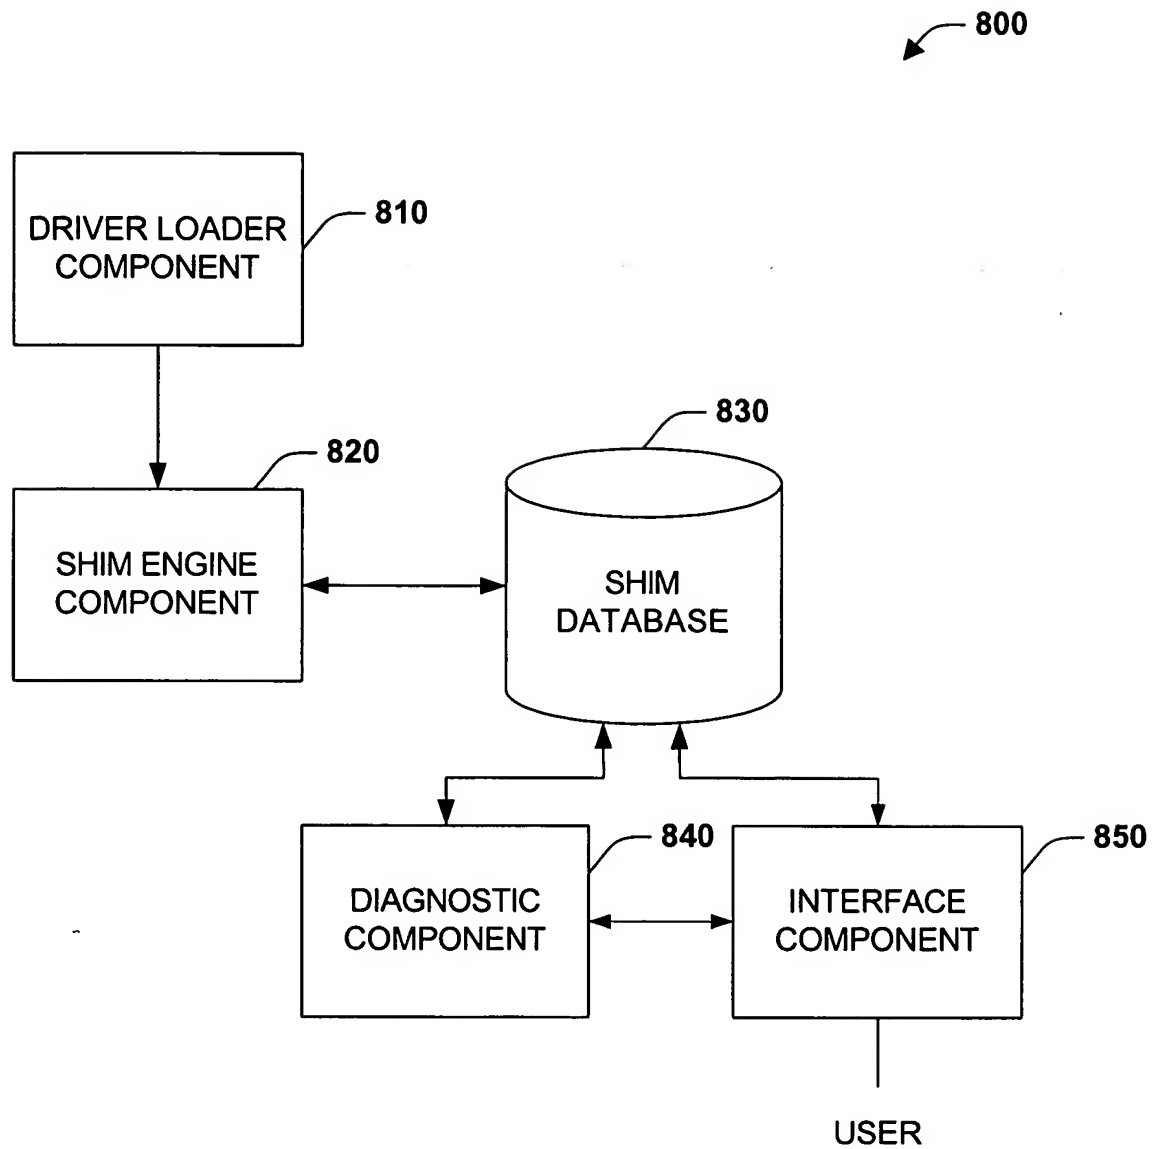 800
DRIVER LOADER
COMPONENT
810
SHIM ENGINE
COMPONENT
820
830
SHIM
DATABASE
DIAGNOSTIC
COMPONENT
840
INTERFACE
COMPONENT
850
USER